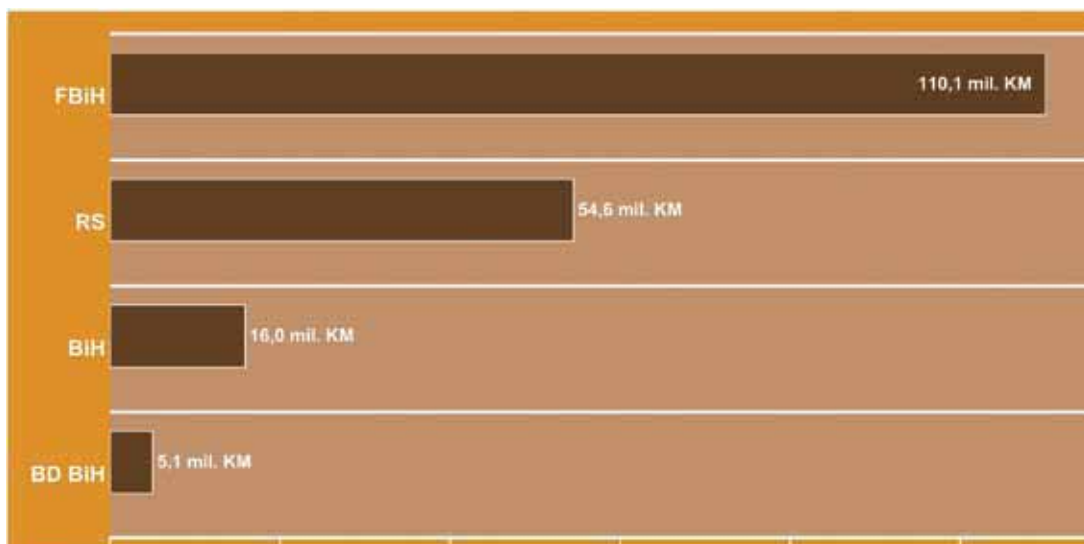 FBiH 110,1 mil. KM
RS 54,6 mil. KM
BiH 16,0 mil. KM
BD BiH 5,1 mil. KM